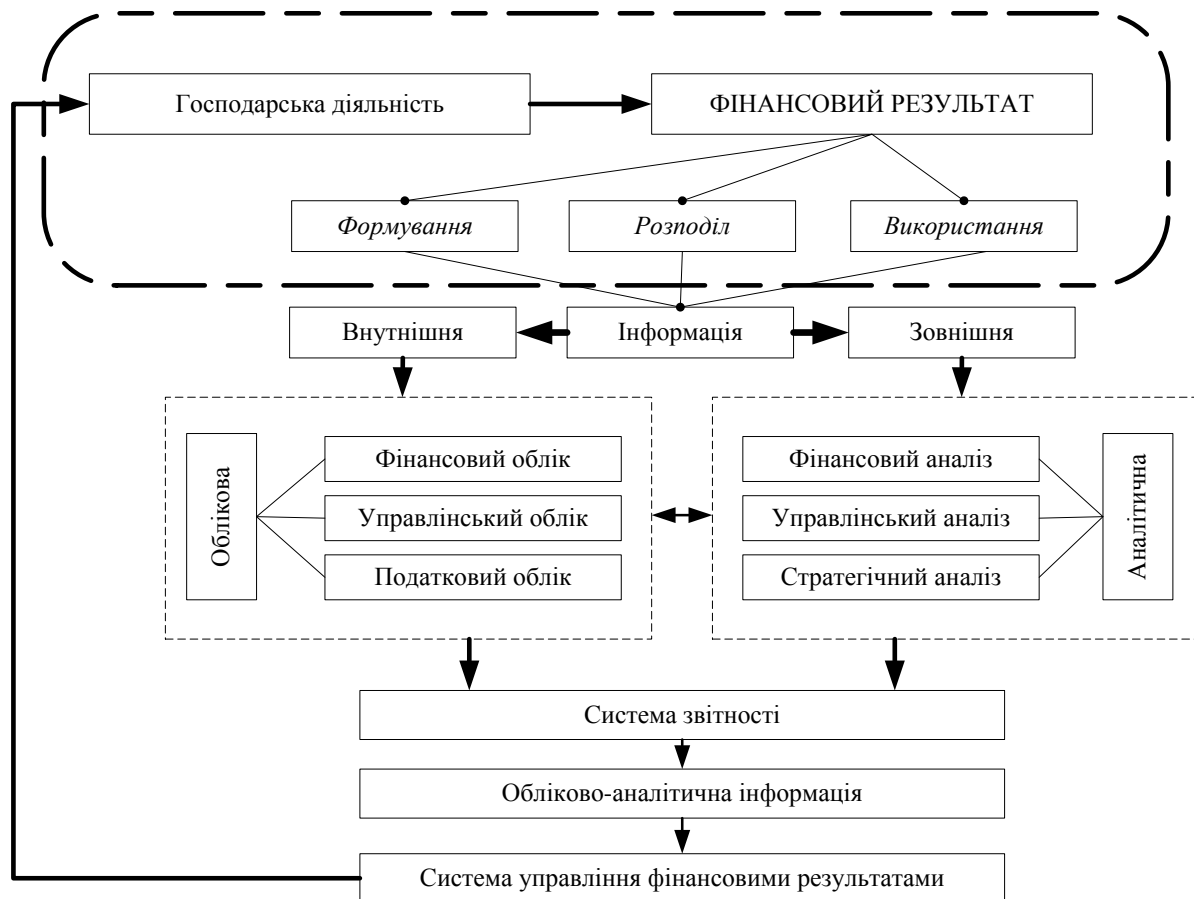 Господарська діяльність
ФІНАНСОВИЙ РЕЗУЛЬТАТ
Формування
Розподіл
Використання
Внутнішня
Інформація
Зовнішня
Облікова
Фінансовий облік
Управлінський облік
Податковий облік
Фінансовий аналіз
Управлінський аналіз
Стратегічний аналіз
Аналітична
Система звітності
Обліково-аналітична інформація
Система управління фінансовими результатами